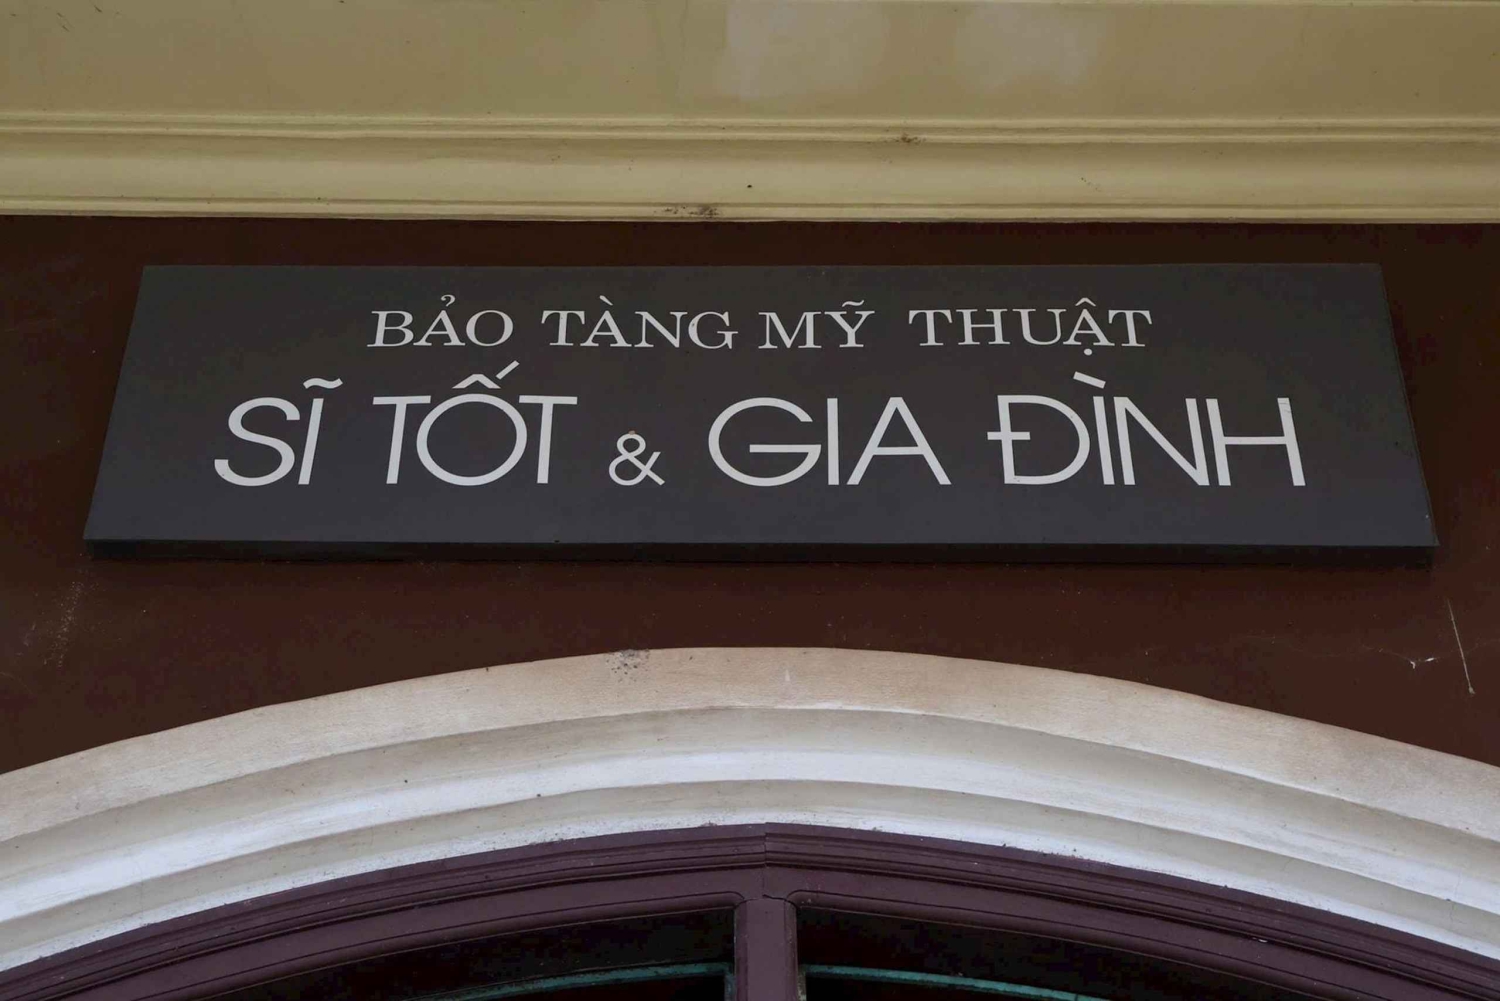 BẢO TÀNG MỸ THUẬT
SĨ TỐT & GIA ĐÌNH